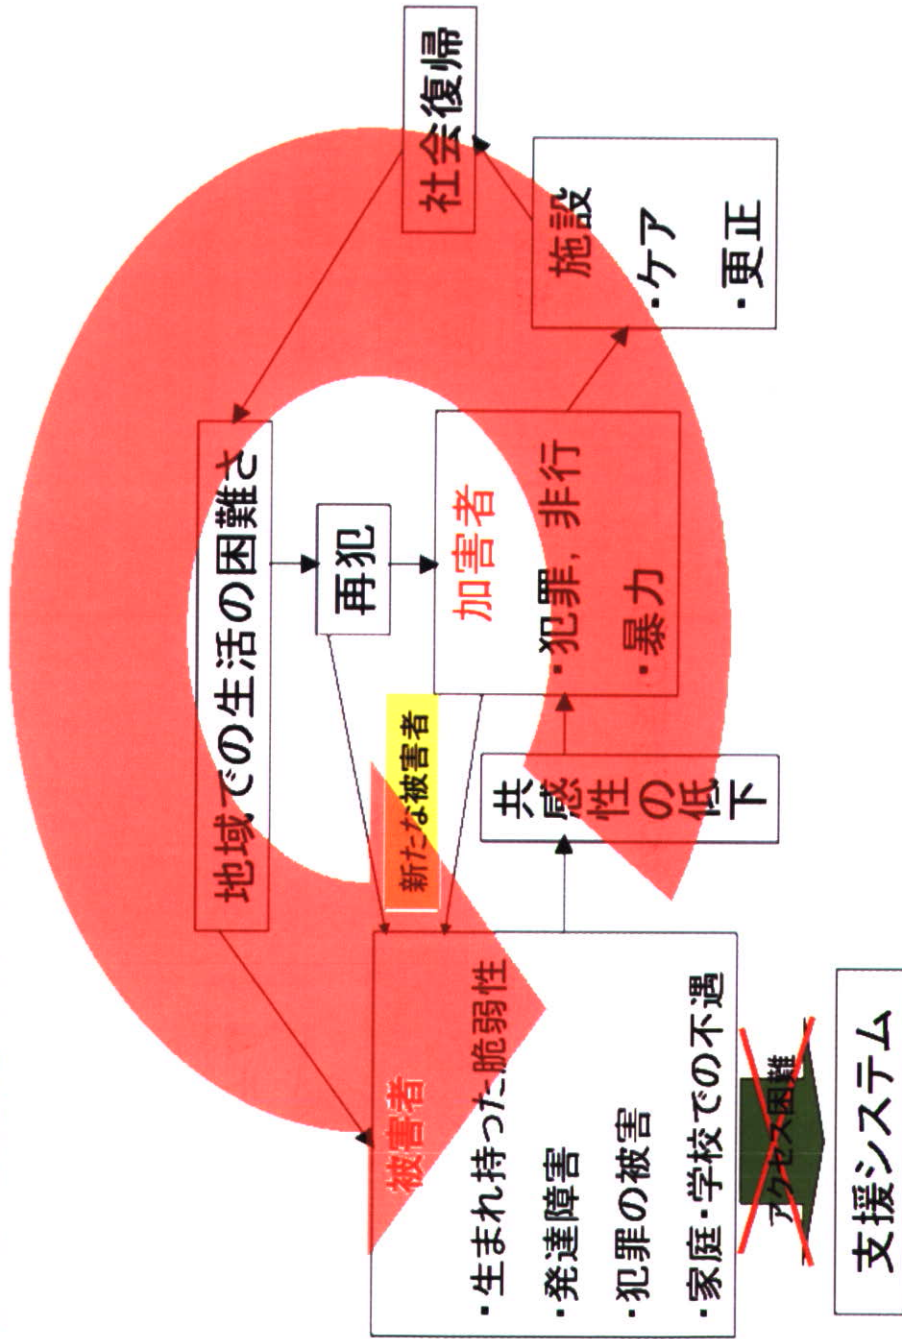 地域での生活の困難さ
社会復帰
再犯
新たな被害者
被害者
・生まれ持った脆弱性
・発達障害
・犯罪の被害
・家庭・学校での不遇
共感性の低下
加害者
・犯罪，非行
・暴力
施設
・ケア
・更正
アクセス困難
支援システム